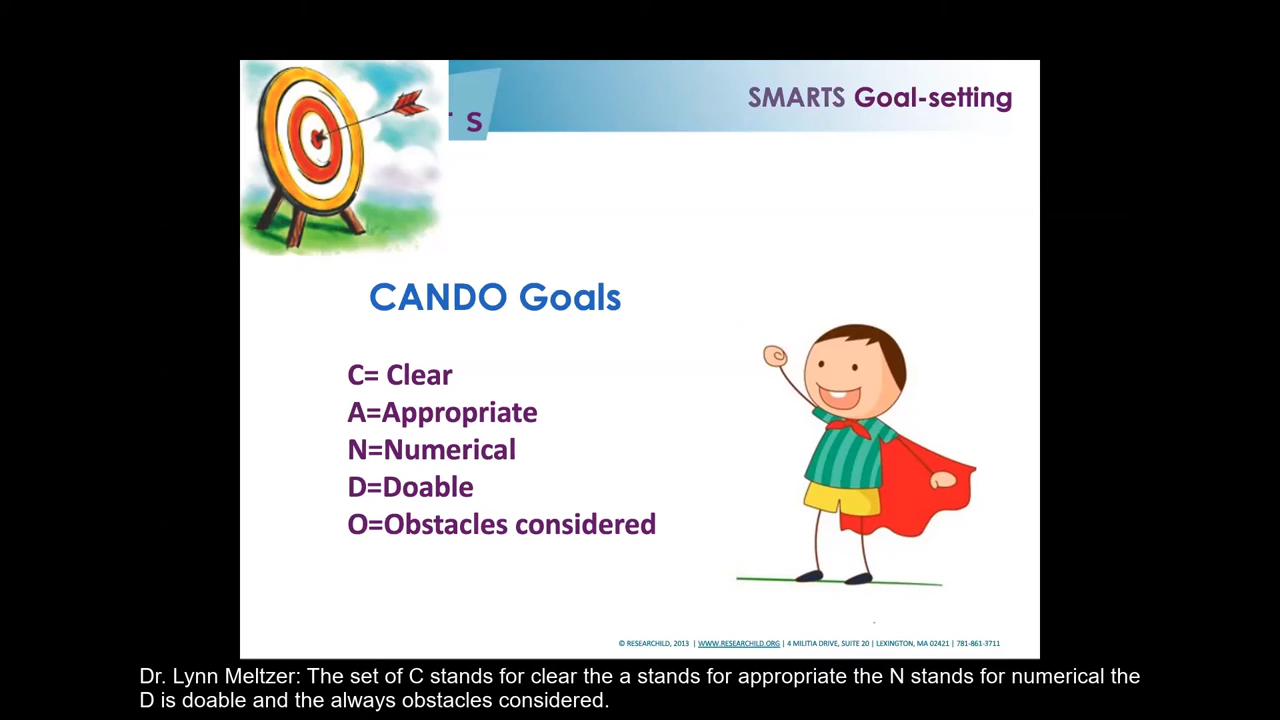 SMARTS Goal-setting
S
CANDO Goals
C= Clear
A=Appropriate
N=Numerical
D=Doable
O=Obstacles considered
© RESEARCHILD, 2013 | WWW.RESEARCHILD.ORG | 4 MILITIA DRIVE, SUITE 20 | LEXINGTON, MA 02421 | 781-861-3711
Dr. Lynn Meltzer: The set of C stands for clear the a stands for appropriate the N stands for numerical the
D is doable and the always obstacles considered.